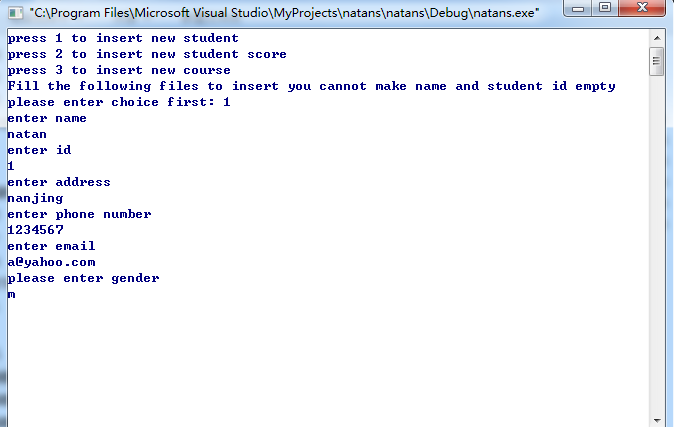 "C:\Program Files\Microsoft Visual Studio\MyProjects\natans\natans\Debug\natans.exe"
press 1 to insert new student
press 2 to insert new student score
press 3 to insert new course
Fill the following files to insert you cannot make name and student id empty
please enter choice first: 1
enter name
natan
enter id
1
enter address
nanjing
enter phone number
1234567
enter email
a@yahoo.com
please enter gender
m